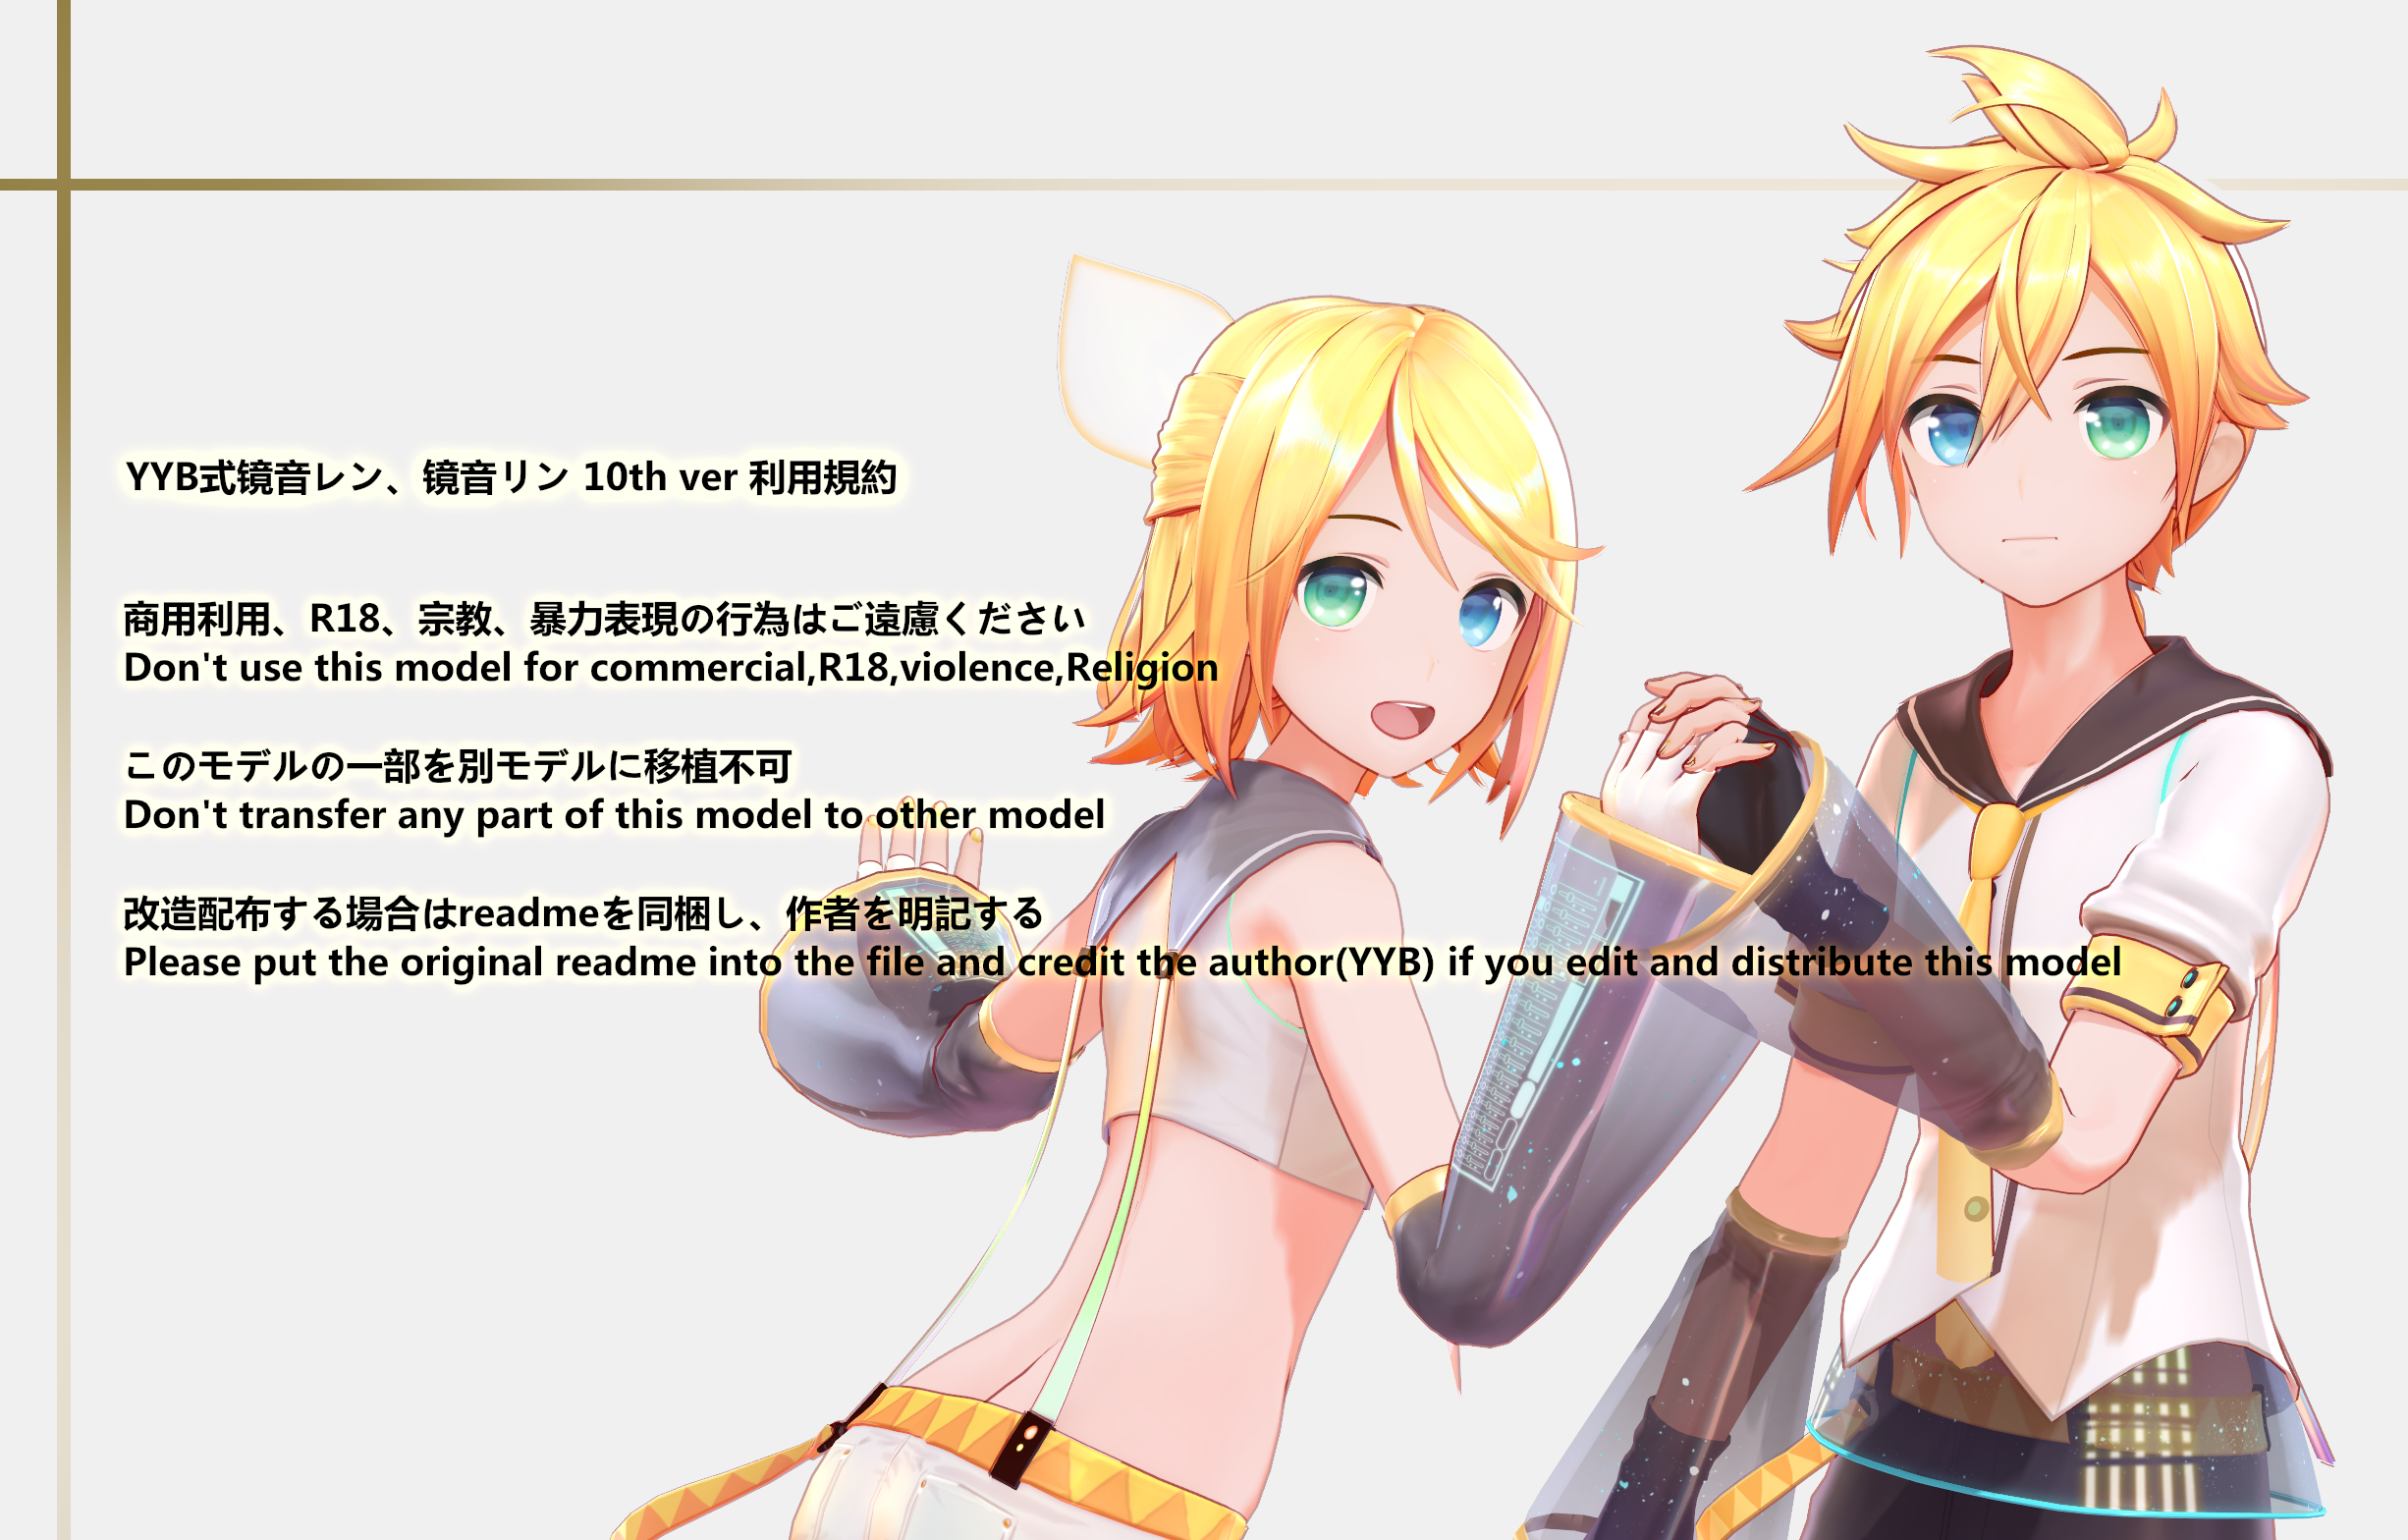 YYB式镜音レン、镜音リン 10th ver 利用規約
商用利用、R18、宗教、暴力表現の行為はご遠慮ください
Don't use this model for commercial,R18,violence,Religion
このモデルの一部を別モデルに移植不可
Don't transfer any part of this model to other model
改造配布する場合はreadmeを同梱し、作者を明記する
Please put the original readme into the file and credit the author(YYB) if you edit and distribute this model